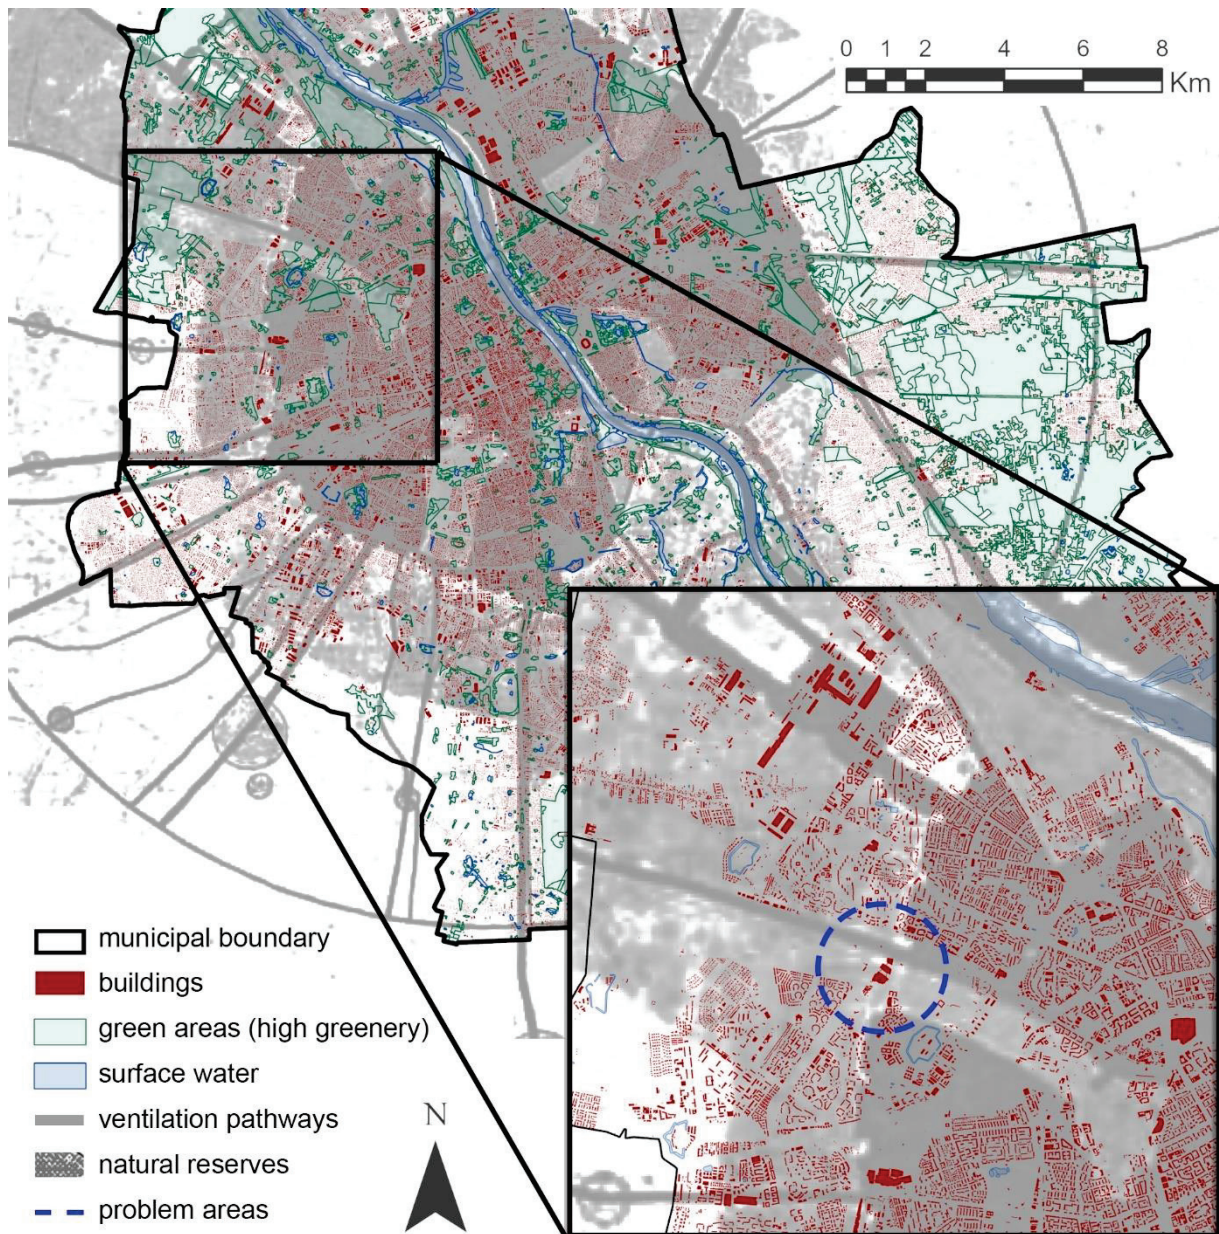 0 1 2 4 6 8
Km
municipal boundary
buildings
green areas (high greenery)
surface water
ventilation pathways
natural reserves
problem areas
N